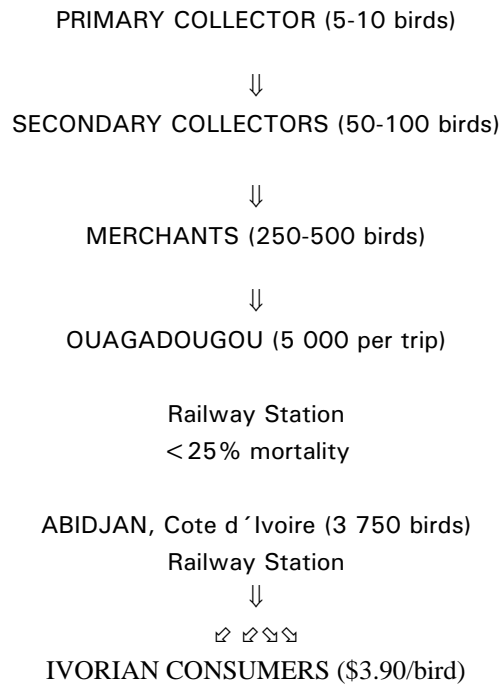 PRIMARY COLLECTOR (5-10 birds)
⇓
SECONDARY COLLECTORS (50-100 birds)
⇓
MERCHANTS (250-500 birds)
⇓
OUAGADOUGOU (5 000 per trip)
Railway Station
<25% mortality
ABIDJAN, Cote d´Ivoire (3 750 birds)
Railway Station
⇓
⬃ ⬃⬂⬂
IVORIAN CONSUMERS ($3.90/bird)